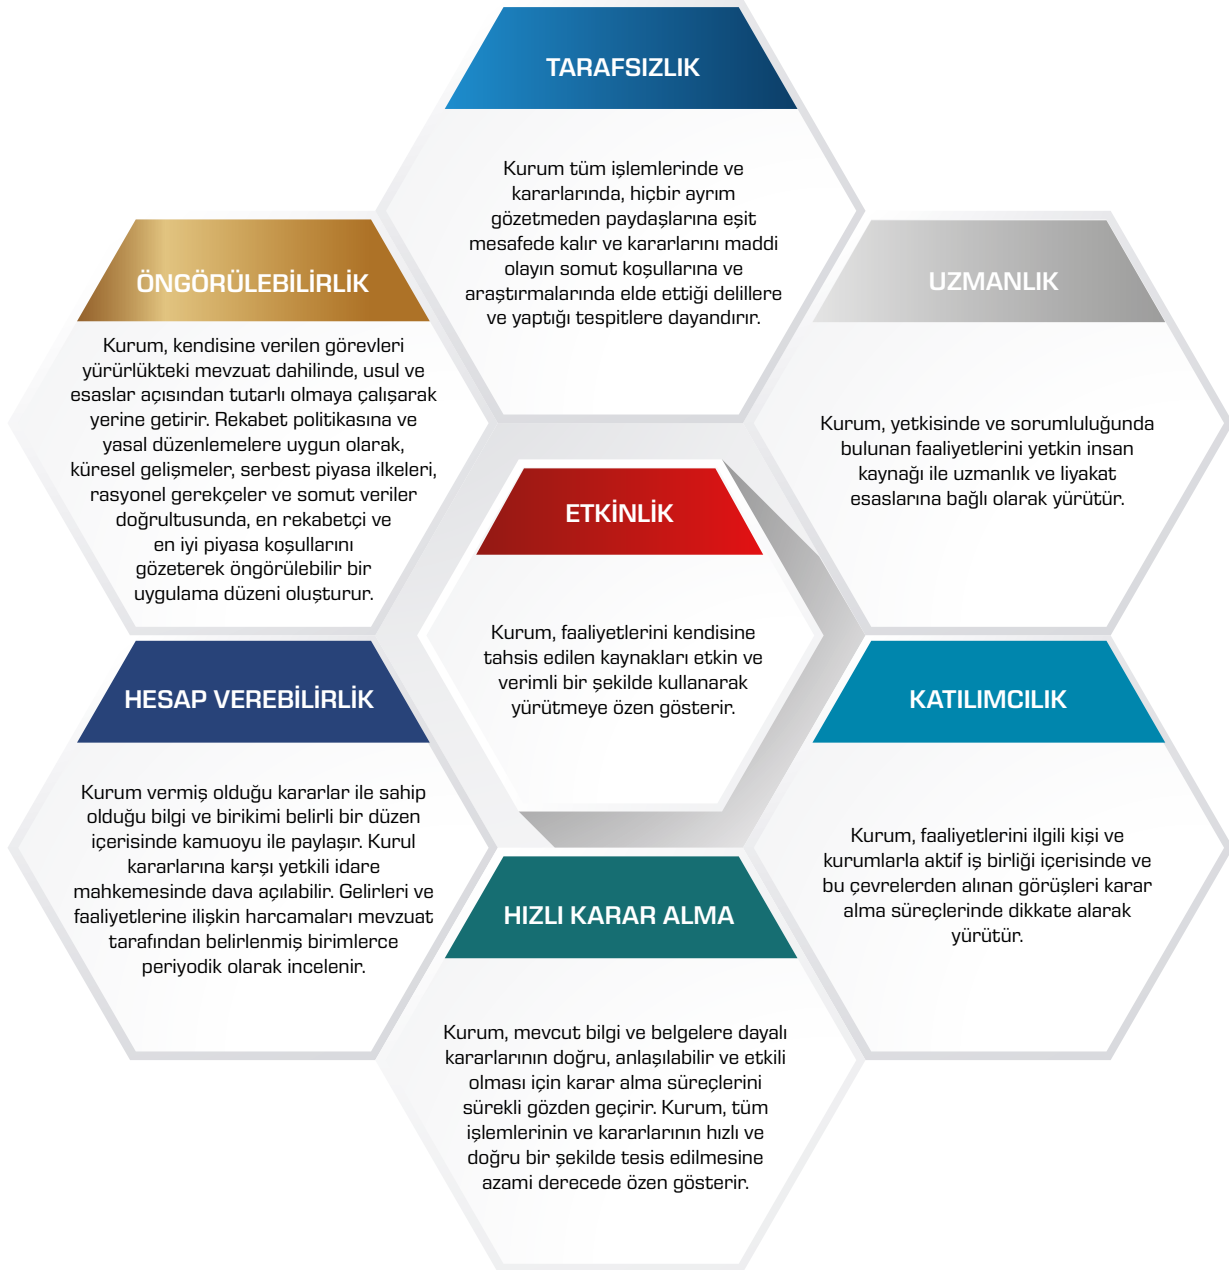 TARAFSIZLIK
Kurum tüm işlemlerinde ve
kararlarında, hiçbir ayrım
gözetmeden paydaşlarına eşit
mesafede kalır ve kararlarını maddi
olayın somut koşullarına ve
araştırmalarında elde ettiği delillere
ve yaptığı tespitlere dayandırır.
ÖNGÖRÜLEBİLİRLİK
Kurum, kendisine verilen görevleri
yürürlükteki mevzuat dahilinde, usul ve
esaslar açısından tutarlı olmaya çalışarak
yerine getirir. Rekabet politikasına ve
yasal düzenlemelere uygun olarak,
küresel gelişmeler, serbest piyasa ilkeleri,
rasyonel gerekçeler ve somut veriler
doğrultusunda, en rekabetçi ve
en iyi piyasa koşullarını
gözeterek öngörülebilir bir
uygulama düzeni oluşturur.
UZMANLIK
Kurum, yetkisinde ve sorumluluğunda
bulunan faaliyetlerini yetkin insan
kaynağı ile uzmanlık ve liyakat
esaslarına bağlı olarak yürütür.
ETKİNLİK
Kurum, faaliyetlerini kendisine
tahsis edilen kaynakları etkin ve
verimli bir şekilde kullanarak
yürütmeye özen gösterir.
HESAP VEREBİLİRLİK
Kurum vermiş olduğu kararlar ile sahip
olduğu bilgi ve birikimi belirli bir düzen
içerisinde kamuoyu ile paylaşır. Kurul
kararlarına karşı yetkili idare
mahkemesinde dava açılabilir. Gelirleri ve
faaliyetlerine ilişkin harcamaları mevzuat
tarafından belirlenmiş birimlerce
periyodik olarak incelenir.
KATILIMCILIK
Kurum, faaliyetlerini ilgili kişi ve
kurumlarla aktif iş birliği içerisinde ve
bu çevrelerden alınan görüşleri karar
alma süreçlerinde dikkate alarak
yürütür.
HIZLI KARAR ALMA
Kurum, mevcut bilgi ve belgelere dayalı
kararlarının doğru, anlaşılabilir ve etkili
olması için karar alma süreçlerini
sürekli gözden geçirir. Kurum, tüm
işlemlerinin ve kararlarının hızlı ve
doğru bir şekilde tesis edilmesine
azami derecede özen gösterir.